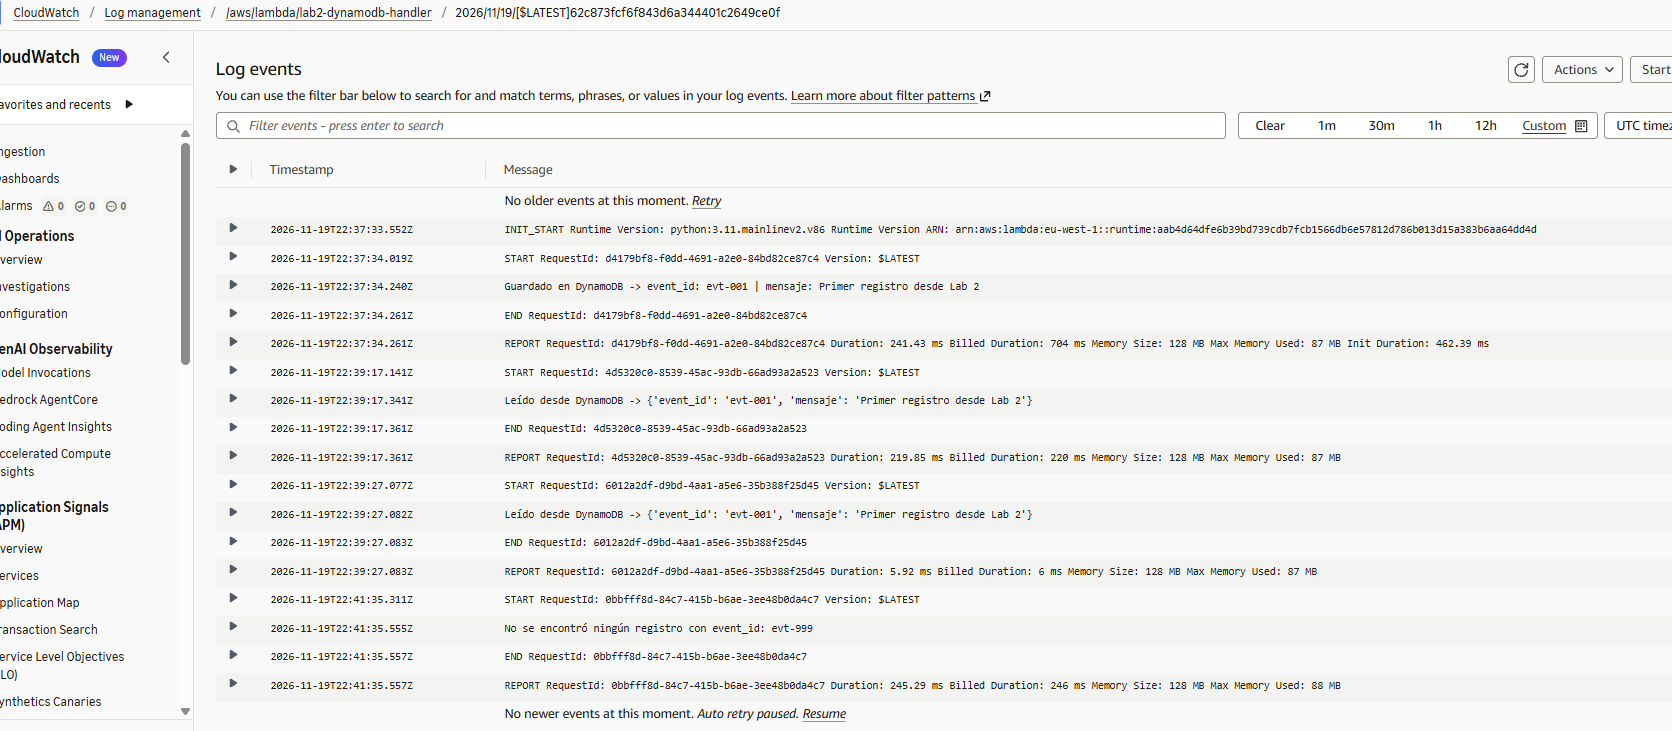 CloudWatch / Log management / /aws/lambda/lab2-dynamodb-handler / 2026/11/19/[$LATEST]62c873fcf6f843d6a344401c2649ce0f
loudWatch New
avorites and recents
ngestion
ashboards
larms 0 0 0
I Operations
verview
nvestigations
onfiguration
enAI Observability
odel Invocations
edrock AgentCore
oding Agent Insights
ccelerated Compute
sights
pplication Signals
APM)
verview
ervices
pplication Map
ransaction Search
ervice Level Objectives
LO)
ynthetics Canaries
Log events
Actions
Start
You can use the filter bar below to search for and match terms, phrases, or values in your log events. Learn more about filter patterns
Filter events - press enter to search
Clear 1m 30m 1h 12h Custom
UTC timez
Timestamp Message
No older events at this moment. Retry
2026-11-19T22:37:33.552Z INIT_START Runtime Version: python:3.11.mainlinev2.v86 Runtime Version ARN: arn:aws:lambda:eu-west-1::runtime:aab4d64dfe6b39bd739cdb7fcb1566db6e57812d786b013d15a383b6aa64dd4d
2026-11-19T22:37:34.019Z START RequestId: d4179bf8-f0dd-4691-a2e0-84bd82ce87c4 Version: $LATEST
2026-11-19T22:37:34.240Z Guardado en DynamoDB -> event_id: evt-001 | mensaje: Primer registro desde Lab 2
2026-11-19T22:37:34.261Z END RequestId: d4179bf8-f0dd-4691-a2e0-84bd82ce87c4
2026-11-19T22:37:34.261Z REPORT RequestId: d4179bf8-f0dd-4691-a2e0-84bd82ce87c4 Duration: 241.43 ms Billed Duration: 704 ms Memory Size: 128 MB Max Memory Used: 87 MB Init Duration: 462.39 ms
2026-11-19T22:39:17.141Z START RequestId: 4d5320c0-8539-45ac-93db-66ad93a2a523 Version: $LATEST
2026-11-19T22:39:17.341Z Leído desde DynamoDB -> {'event_id': 'evt-001', 'mensaje': 'Primer registro desde Lab 2'}
2026-11-19T22:39:17.361Z END RequestId: 4d5320c0-8539-45ac-93db-66ad93a2a523
2026-11-19T22:39:17.361Z REPORT RequestId: 4d5320c0-8539-45ac-93db-66ad93a2a523 Duration: 219.85 ms Billed Duration: 220 ms Memory Size: 128 MB Max Memory Used: 87 MB
2026-11-19T22:39:27.077Z START RequestId: 6012a2df-d9bd-4aa1-a5e6-35b388f25d45 Version: $LATEST
2026-11-19T22:39:27.082Z Leído desde DynamoDB -> {'event_id': 'evt-001', 'mensaje': 'Primer registro desde Lab 2'}
2026-11-19T22:39:27.083Z END RequestId: 6012a2df-d9bd-4aa1-a5e6-35b388f25d45
2026-11-19T22:39:27.083Z REPORT RequestId: 6012a2df-d9bd-4aa1-a5e6-35b388f25d45 Duration: 5.92 ms Billed Duration: 6 ms Memory Size: 128 MB Max Memory Used: 87 MB
2026-11-19T22:41:35.311Z START RequestId: 0bbfff8d-84c7-415b-b6ae-3ee48b0da4c7 Version: $LATEST
2026-11-19T22:41:35.555Z No se encontró ningún registro con event_id: evt-999
2026-11-19T22:41:35.557Z END RequestId: 0bbfff8d-84c7-415b-b6ae-3ee48b0da4c7
2026-11-19T22:41:35.557Z REPORT RequestId: 0bbfff8d-84c7-415b-b6ae-3ee48b0da4c7 Duration: 245.29 ms Billed Duration: 246 ms Memory Size: 128 MB Max Memory Used: 88 MB
No newer events at this moment. Auto retry paused. Resume